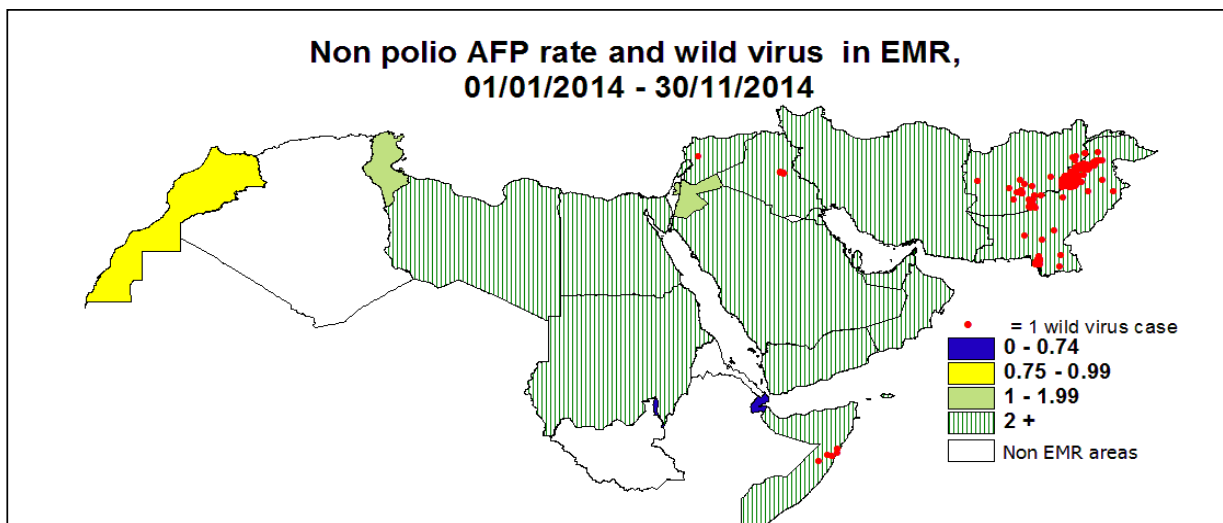 Non polio AFP rate and wild virus in EMR,
01/01/2014 - 30/11/2014
= 1 wild virus case
0 - 0.74
0.75 - 0.99
1 - 1.99
2 +
Non EMR areas